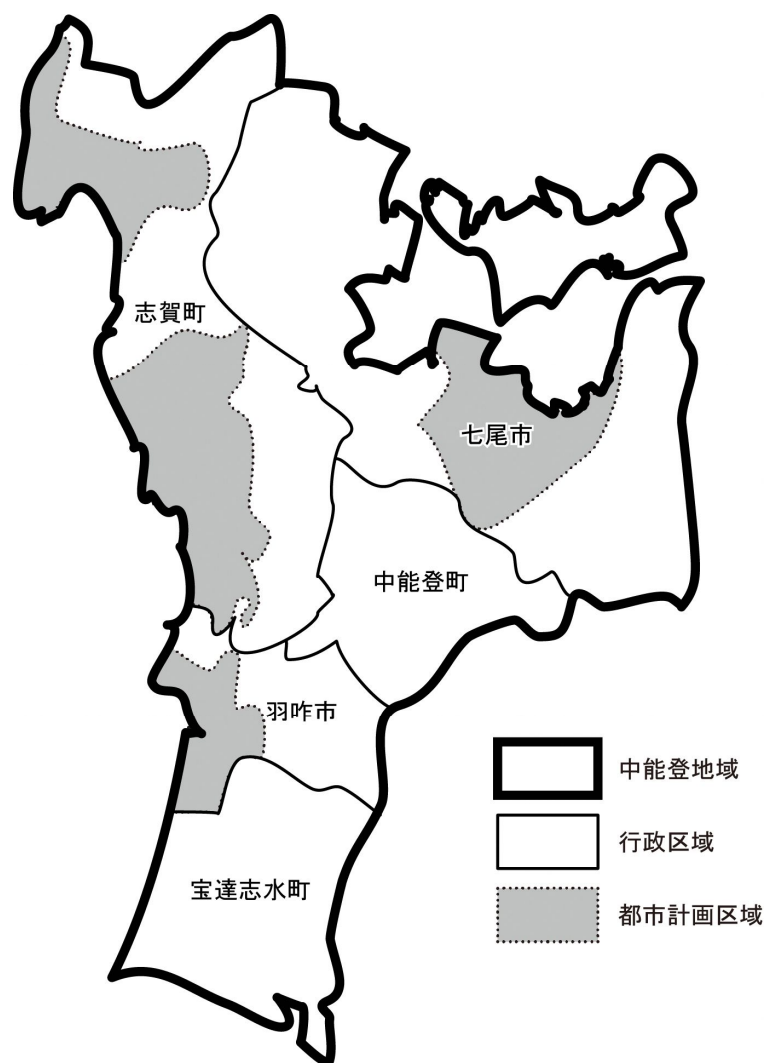 志賀町
七尾市
中能登町
羽咋市
宝達志水町
中能登地域
行政区域
都市計画区域